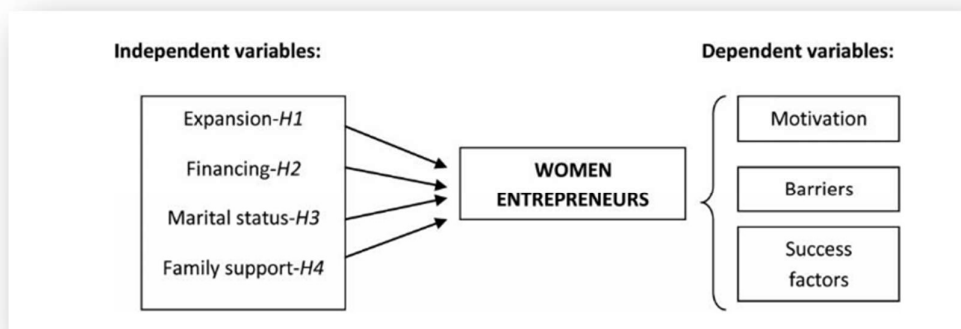 Independent variables:
Dependent variables:
Expansion-H1
Financing-H2
Marital status-H3
Family support-H4
WOMEN
ENTREPRENEURS
Motivation
Barriers
Success
factors